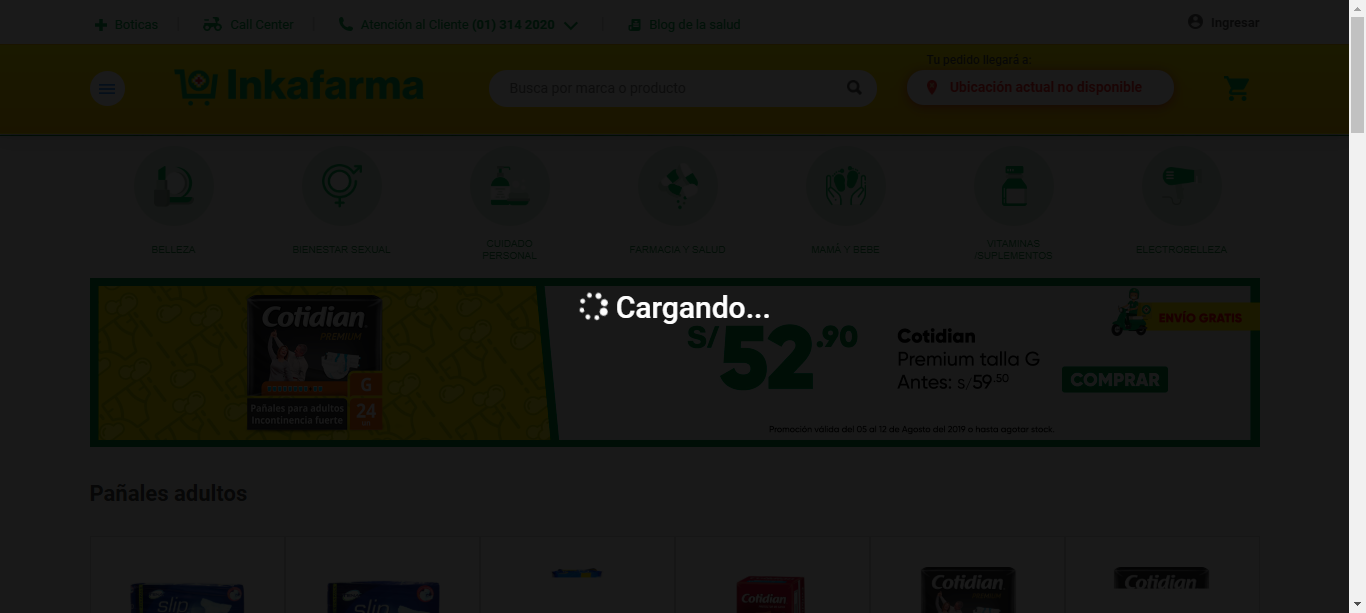 Boticas
Call Center
Atención al Cliente (01) 314 2020
Blog de la salud
Ingresar
Tu pedido llegará a:
Inkafarma
Busca por marca o producto
Ubicación actual no disponible
BELLEZA
BIENESTAR SEXUAL
CUIDADO
PERSONAL
FARMACIA Y SALUD
MAMÁ Y BEBÉ
VITAMINAS
/SUPLEMENTOS
ELECTROBELLEZA
Cargando...
Cotidian
PREMIUM
G
24
Pañales para adultos
Incontinencia fuerte
S/52.90
Cotidian
Premium talla G
Antes: s/59.50
ENVÍO GRATIS
COMPRAR
Promoción válida del 05 al 12 de Agosto del 2019 o hasta agotar stock.
Pañales adultos
slip
slip
Cotidian
Cotidian
Cotidian